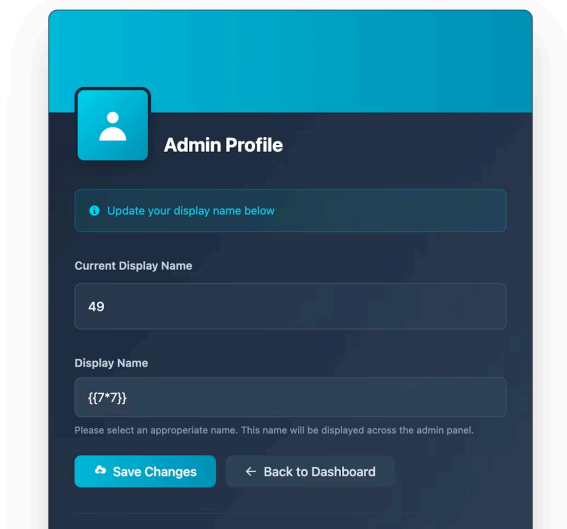 Admin Profile
Update your display name below
Current Display Name
49
Display Name
{{7*7}}
Please select an approperiate name. This name will be displayed across the admin panel.
Save Changes
← Back to Dashboard